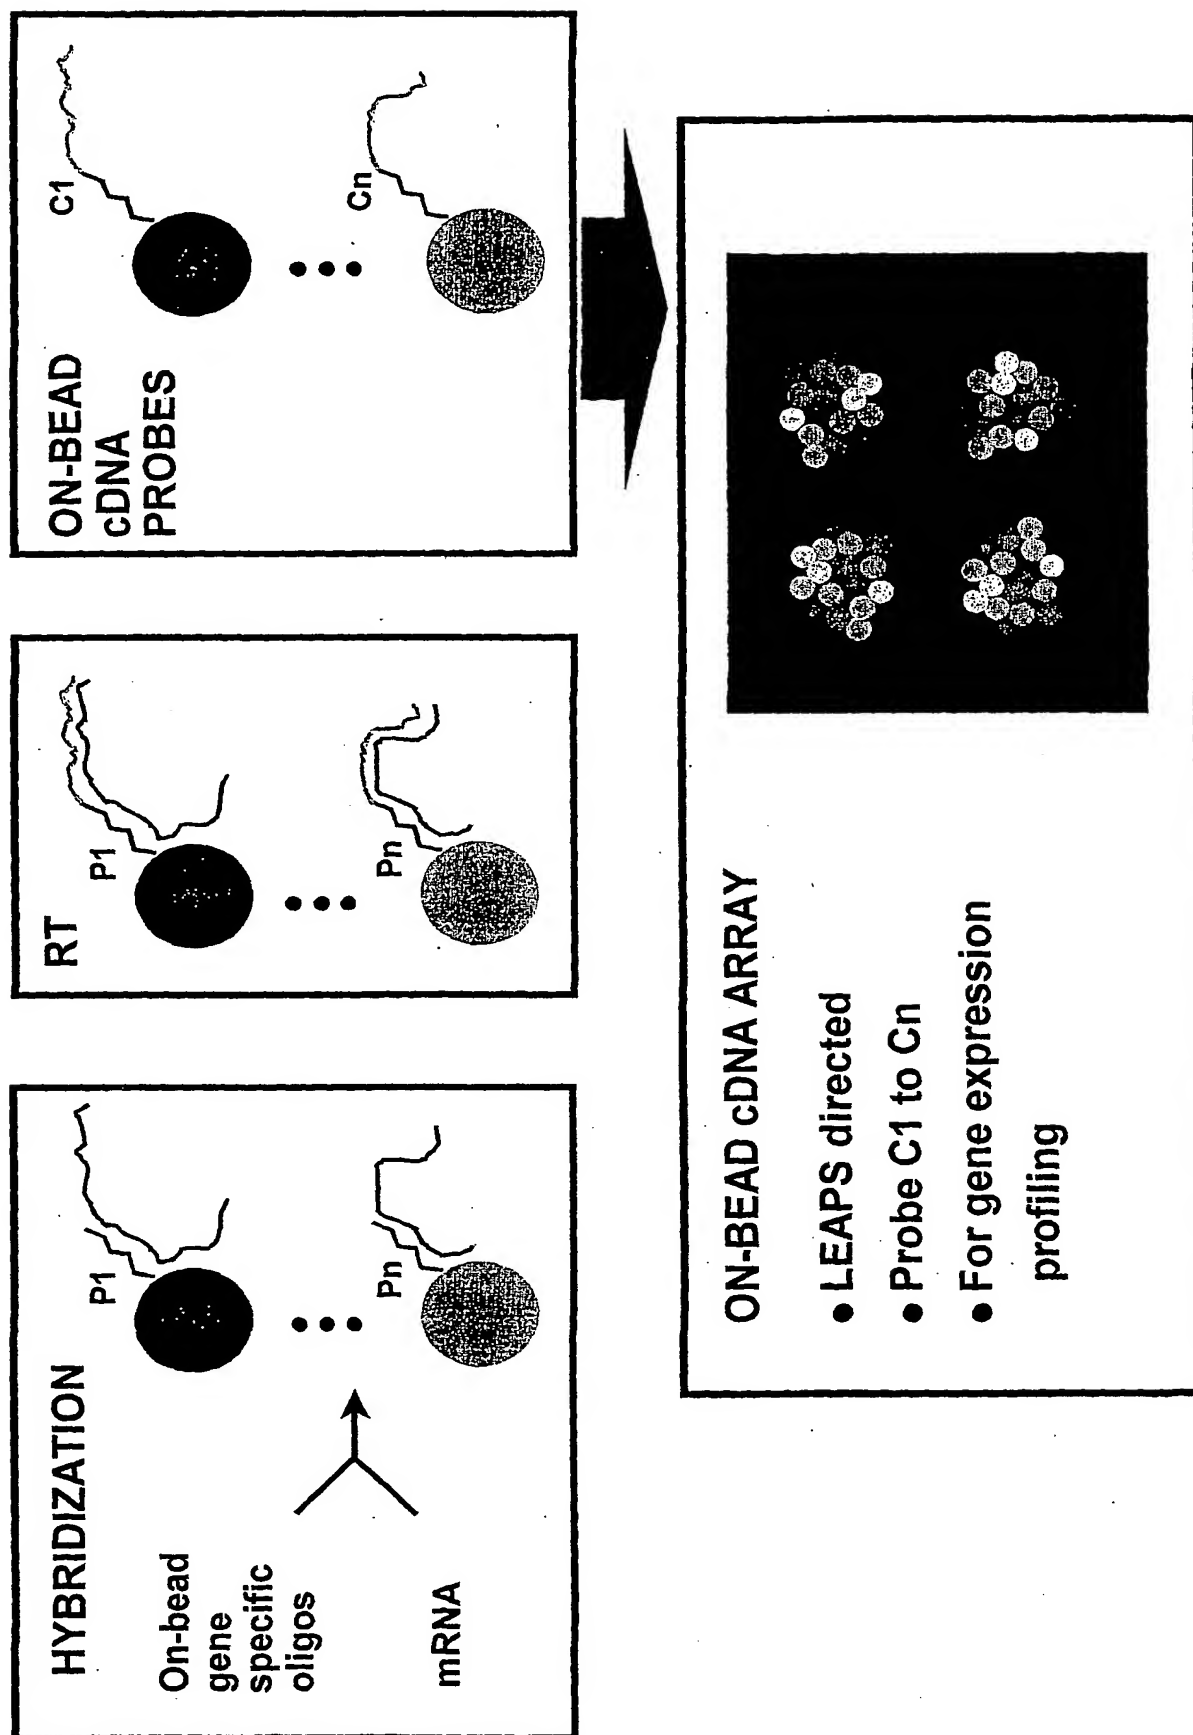 HYBRIDIZATION
On-bead
gene
specific
oligos
mRNA
P1
Pn
RT
P1
Pn
ON-BEAD
cDNA
PROBES
C1
Cn
ON-BEAD cDNA ARRAY
● LEAPS directed
● Probe C1 to Cn
● For gene expression
profiling